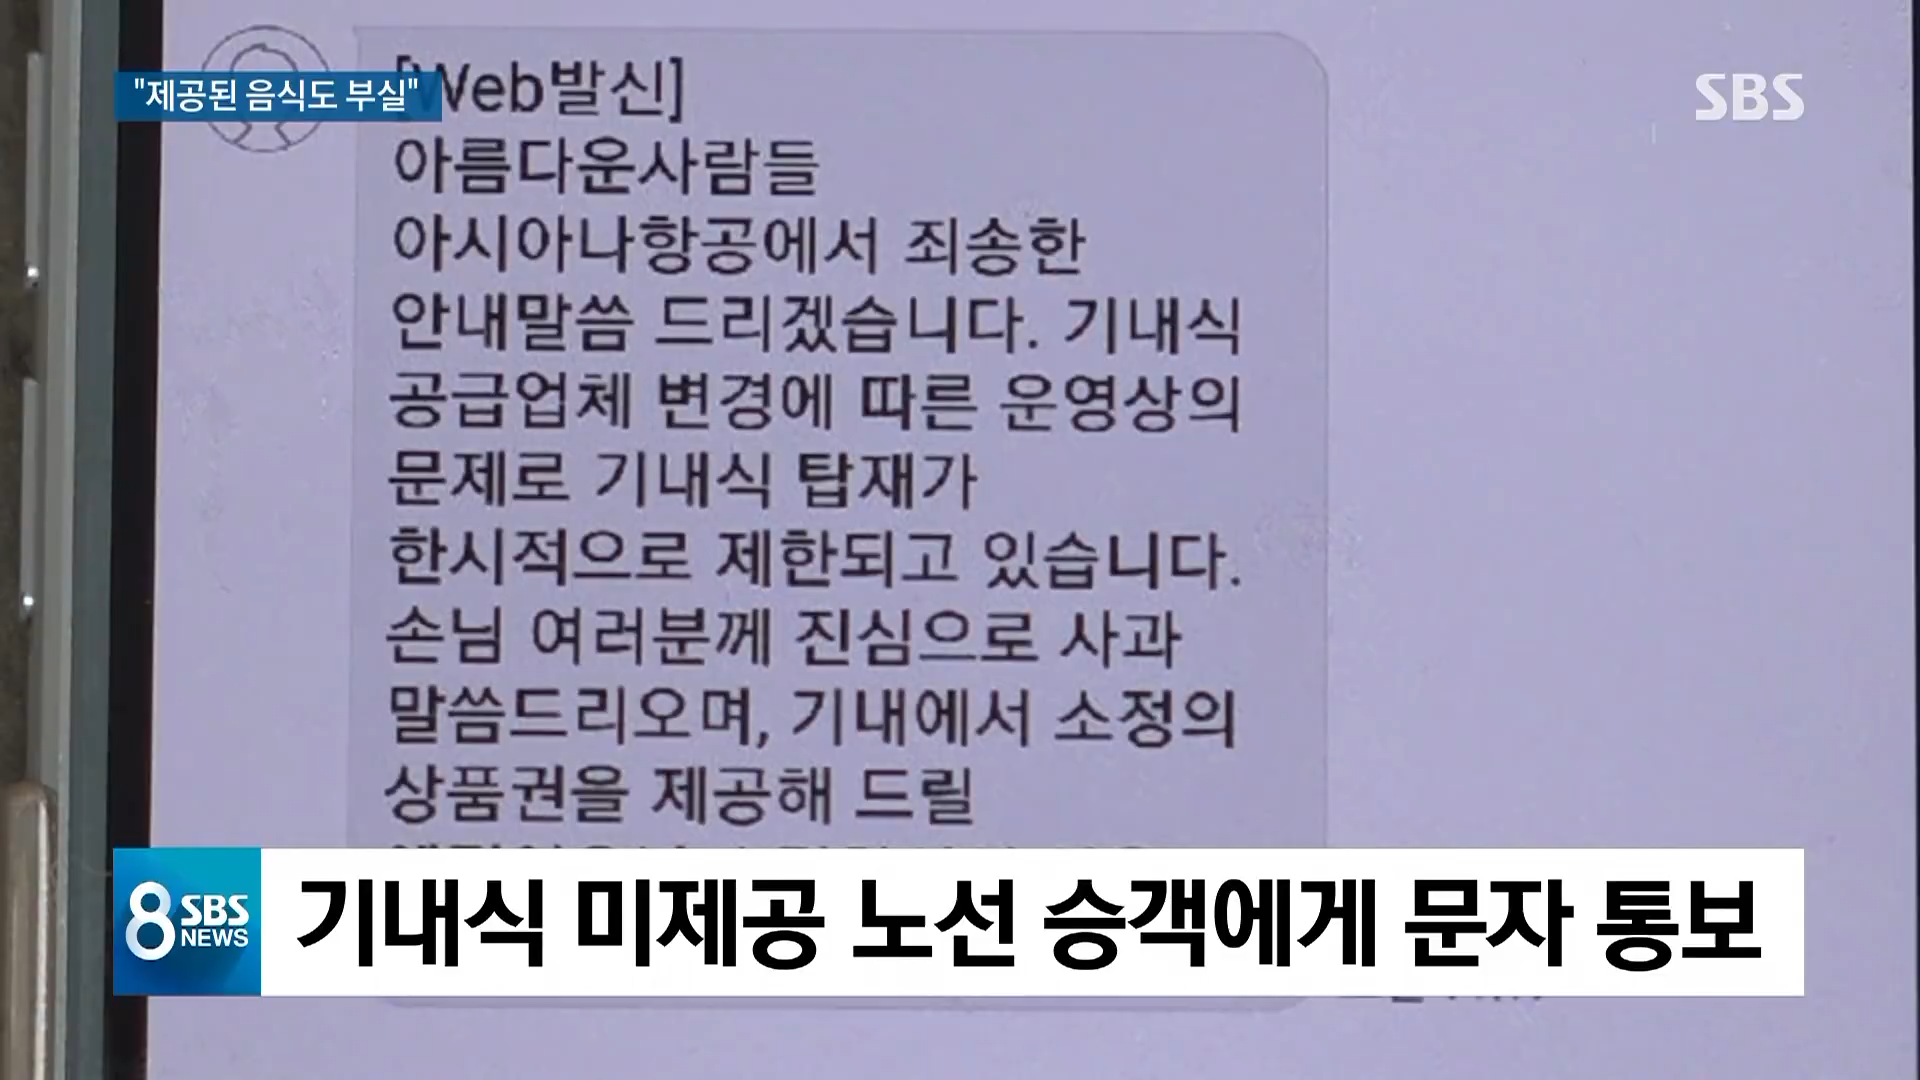 "제공된 음식도 부실"
SBS
[Web발신]
아름다운사람들
아시아나항공에서 죄송한
안내말씀 드리겠습니다. 기내식
공급업체 변경에 따른 운영상의
문제로 기내식 탑재가
한시적으로 제한되고 있습니다.
손님 여러분께 진심으로 사과
말씀드리오며, 기내에서 소정의
상품권을 제공해 드릴
8 SBS NEWS
기내식 미제공 노선 승객에게 문자 통보